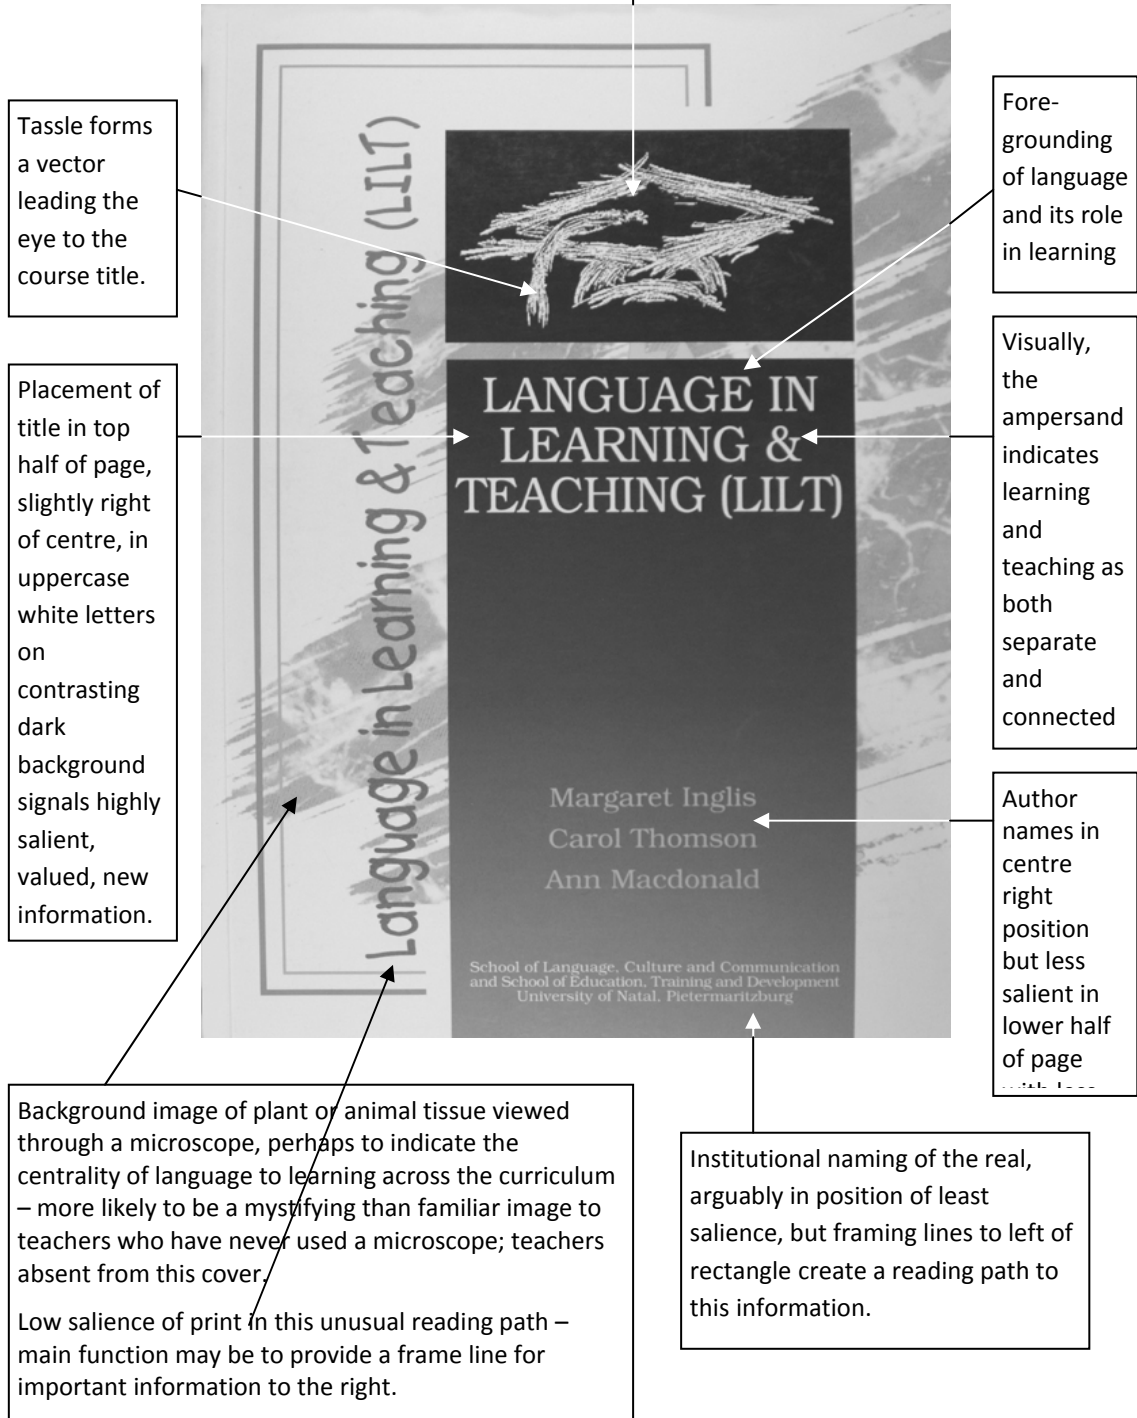 Tassle forms
a vector
leading the
eye to the
course title.
Placement of
title in top
half of page,
slightly right
of centre, in
uppercase
white letters
on
contrasting
dark
background
signals highly
salient,
valued, new
information.
Language in Learning & Teaching (LILT)
LANGUAGE IN
LEARNING &
TEACHING (LILT)
Margaret Inglis
Carol Thomson
Ann Macdonald
School of Language, Culture and Communication
and School of Education, Training and Development
University of Natal, Pietermaritzburg
Fore-
grounding
of language
and its role
in learning
Visually,
the
ampersand
indicates
learning
and
teaching as
both
separate
and
connected
Author
names in
centre
right
position
but less
salient in
lower half
of page
Background image of plant or animal tissue viewed
through a microscope, perhaps to indicate the
centrality of language to learning across the curriculum
– more likely to be a mystifying than familiar image to
teachers who have never used a microscope; teachers
absent from this cover.
Low salience of print in this unusual reading path –
main function may be to provide a frame line for
important information to the right.
Institutional naming of the real,
arguably in position of least
salience, but framing lines to left of
rectangle create a reading path to
this information.